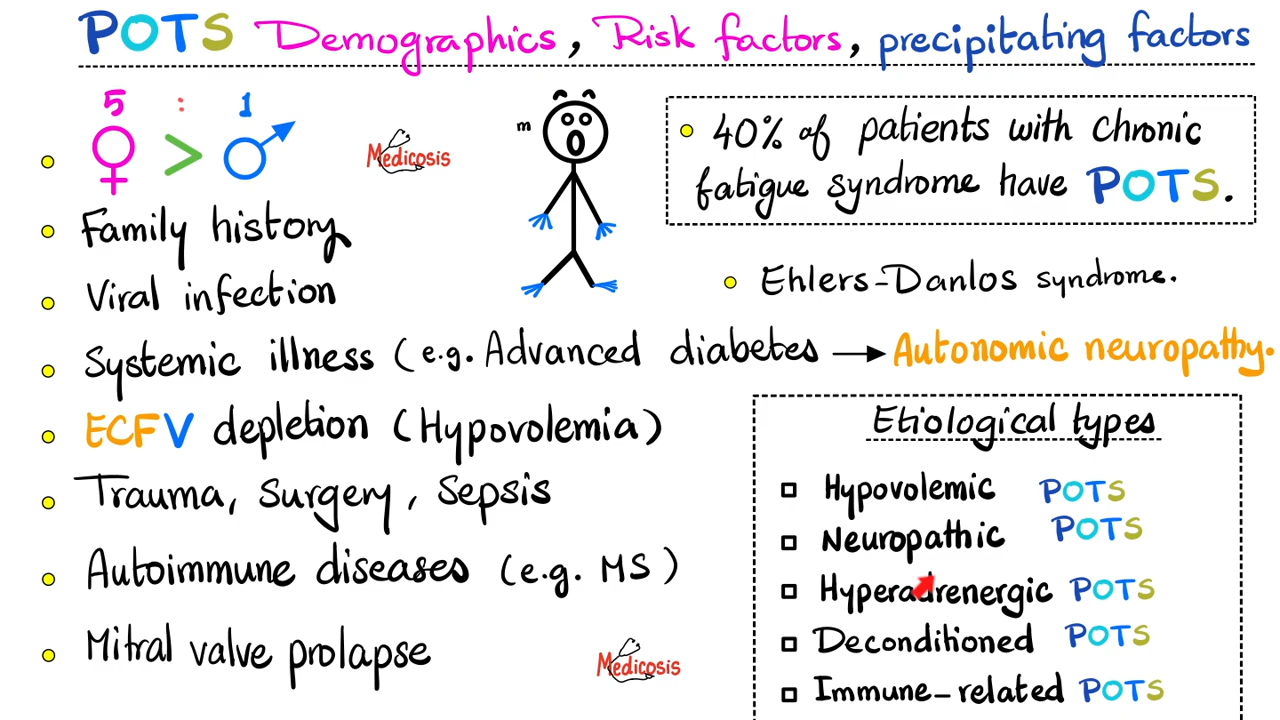 POTS Demographics, Risk factors, precipitating factors
5 : 1
♀ > ♂
Medicosis
m
40% of patients with chronic
fatigue syndrome have POTS.
Family history
Viral infection
Ehlers-Danlos syndrome.
Systemic illness (e.g. Advanced diabetes → Autonomic neuropathy.
ECFV depletion (Hypovolemia)
Trauma, Surgery, Sepsis
Autoimmune diseases (e.g. MS)
Mitral valve prolapse
Medicosis
Etiological types
Hypovolemic POTS
Neuropathic POTS
Hyperadrenergic POTS
Deconditioned POTS
Immune-related POTS